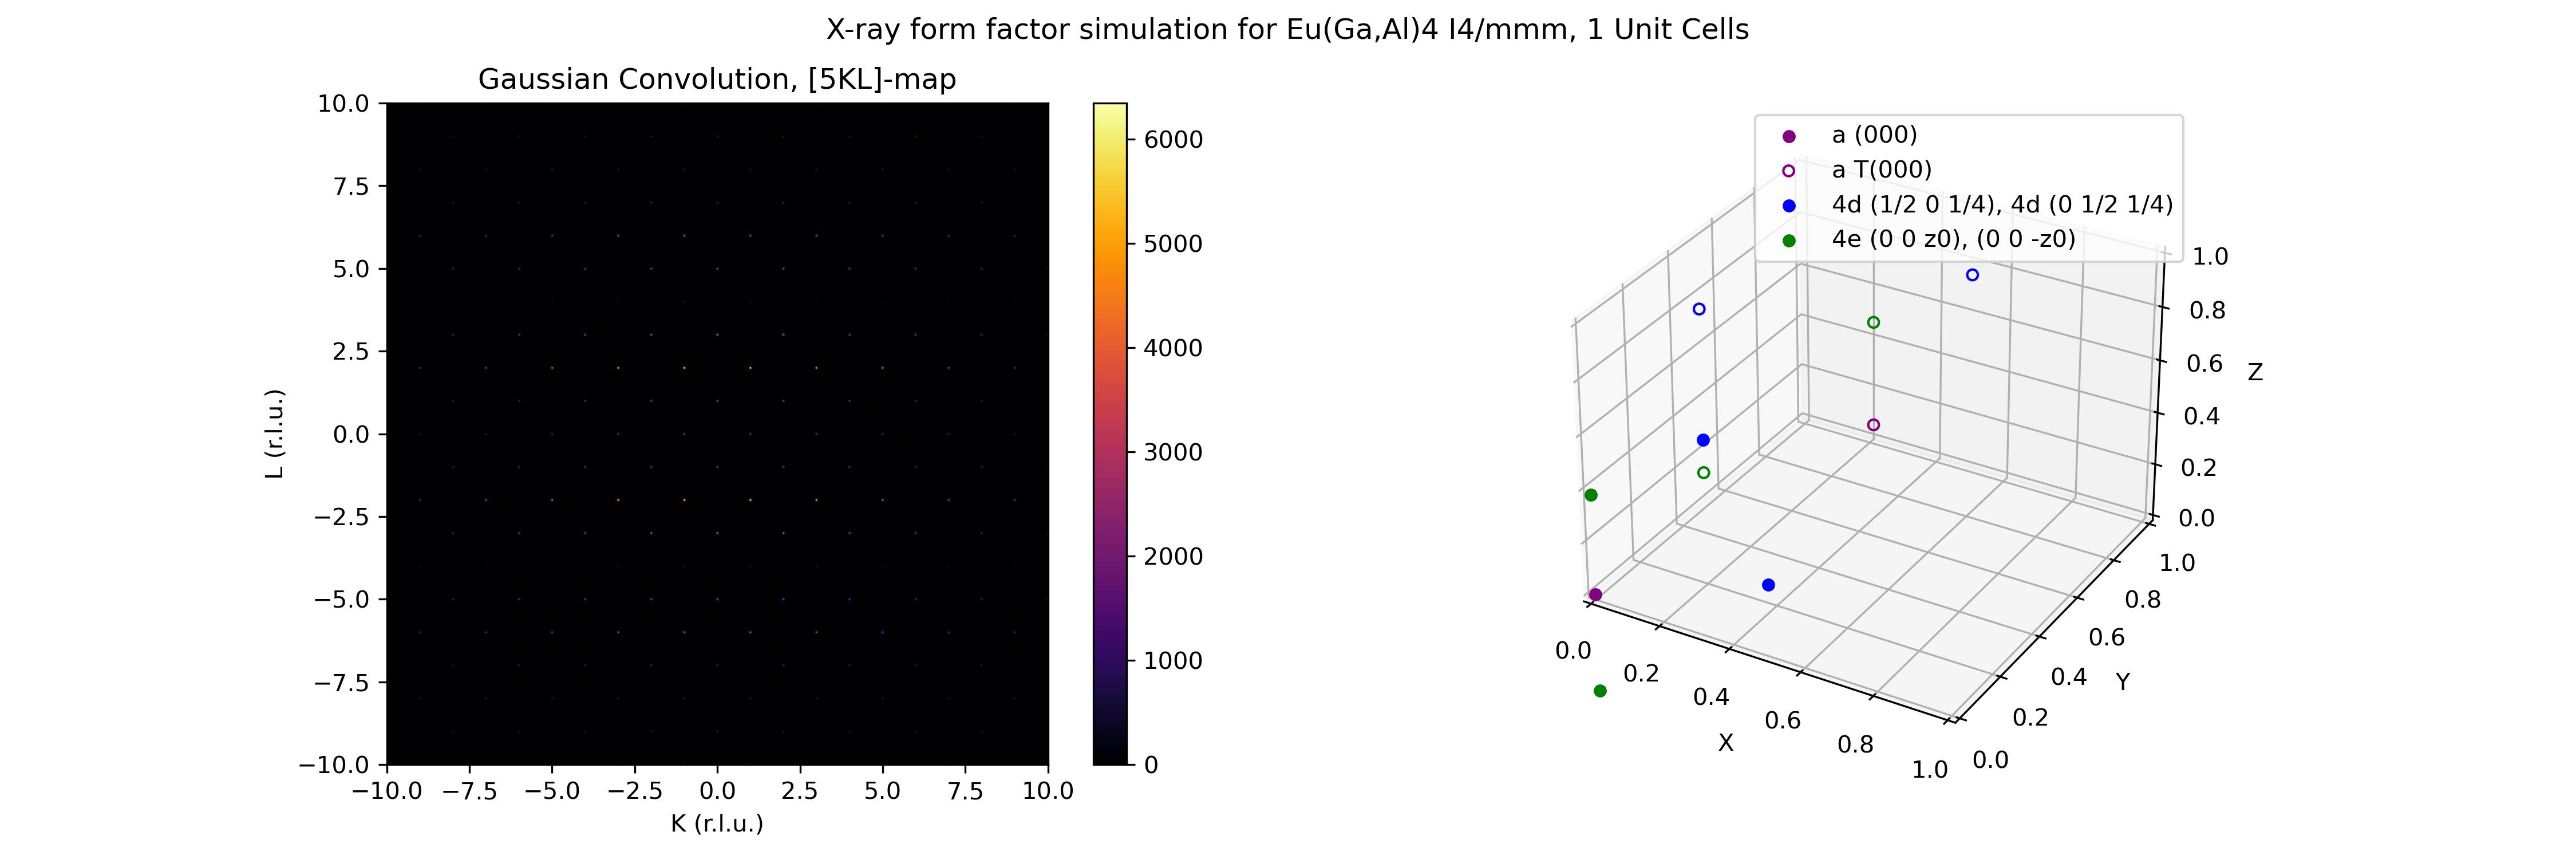 X-ray form factor simulation for Eu(Ga,Al)4 I4/mmm, 1 Unit Cells
Gaussian Convolution, [5KL]-map
10.0
7.5
5.0
2.5
0.0
−2.5
−5.0
−7.5
−10.0
L (r.l.u.)
−10.0 −7.5 −5.0 −2.5 0.0 2.5 5.0 7.5 10.0
K (r.l.u.)
6000
5000
4000
3000
2000
1000
0
a (000)
a T(000)
4d (1/2 0 1/4), 4d (0 1/2 1/4)
4e (0 0 z0), (0 0 -z0)
0.0
0.2
0.4
0.6
0.8
1.0
X
0.0
0.2
0.4
0.6
0.8
1.0
Y
1.0
0.8
0.6
0.4
0.2
0.0
Z